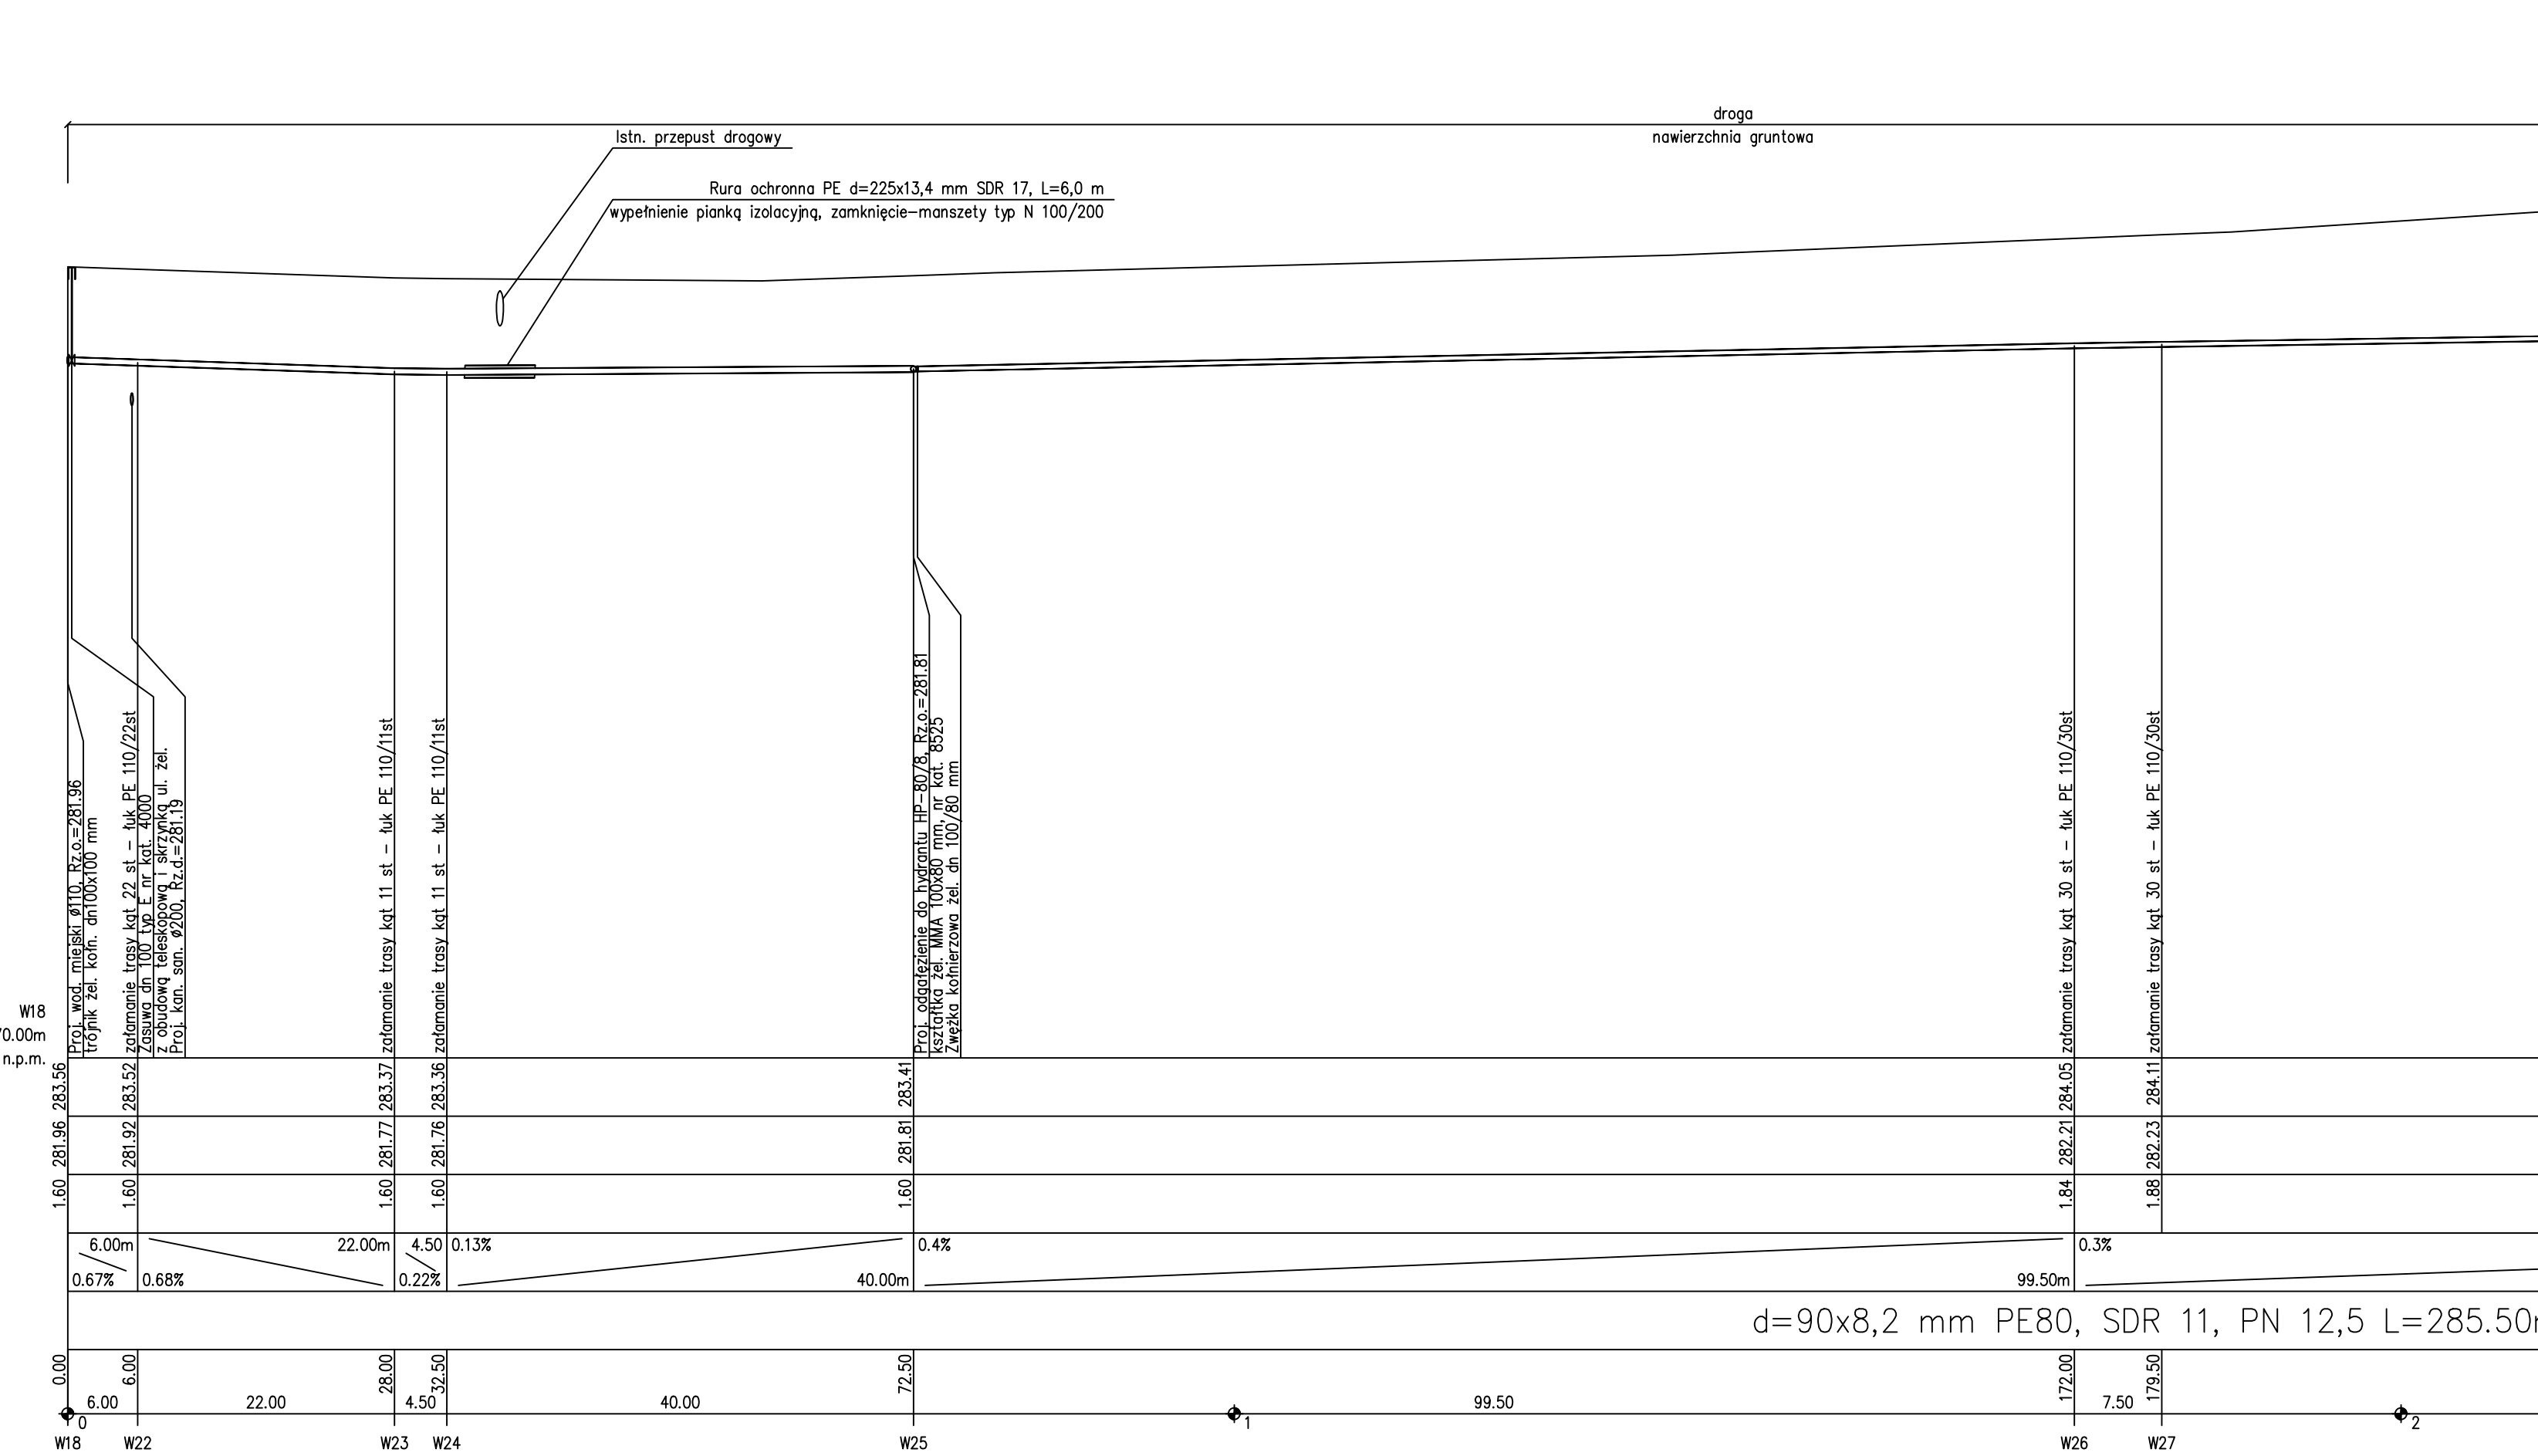 droga
nawierzchnia gruntowa
Istn. przepust drogowy
Rura ochronna PE d=225x13,4 mm SDR 17, L=6,0 m
wypełnienie pianką izolacyjną, zamknięcie-manszety typ N 100/200
Proj. wod. miejski ø110, Rz.o.=281.96
trójnik żel. kołn. dn100x100 mm
załamanie trasy kąt 22 st - łuk PE 110/22st
Zasuwa dn 100 typ E nr kat. 4000
z obudową teleskopową i skrzynką ul. żel.
Proj. kan. san. ø200, Rz.d.=281.19
załamanie trasy kąt 11 st - łuk PE 110/11st
załamanie trasy kąt 11 st - łuk PE 110/11st
Proj. odgałęzienie do hydrantu HP-80/8, Rz.o.=281.81
kształtka żel. MMA 100x80 mm, nr kat. 8525
Zwężka kołnierzowa żel. dn 100/80 mm
załamanie trasy kąt 30 st - łuk PE 110/30st
załamanie trasy kąt 30 st - łuk PE 110/30st
W18
0.00m
n.p.m.
283.56 283.52 283.37 283.36 283.41 284.05 284.11
281.96 281.92 281.77 281.76 281.81 282.21 282.23
1.60 1.60 1.60 1.60 1.60 1.84 1.88
6.00m 22.00m 4.50 0.13% 0.4% 0.3%
0.67% 0.68% 0.22% 40.00m 99.50m
d=90x8,2 mm PE80, SDR 11, PN 12,5 L=285.50
0.00 6.00 28.00 32.50 72.50 172.00 179.50
6.00 22.00 4.50 40.00 99.50 7.50
0 1 2
W18 W22 W23 W24 W25 W26 W27